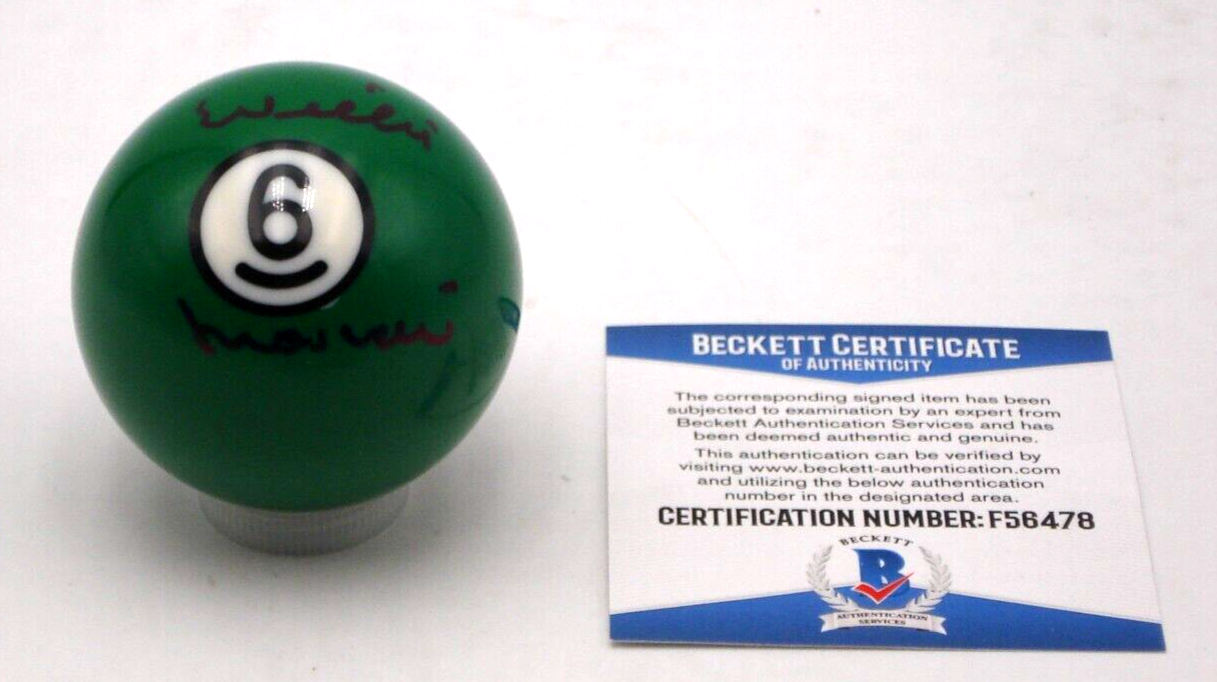 Willie
6
Mosconi
BECKETT CERTIFICATE
OF AUTHENTICITY
The corresponding signed item has been
subjected to examination by an expert from
Beckett Authentication Services and has
been deemed authentic and genuine.
This authentication can be verified by
visiting www.beckett-authentication.com
and utilizing the below authentication
number in the designated area.
CERTIFICATION NUMBER: F56478
BECKETT
B
AUTHENTICATION
SERVICES